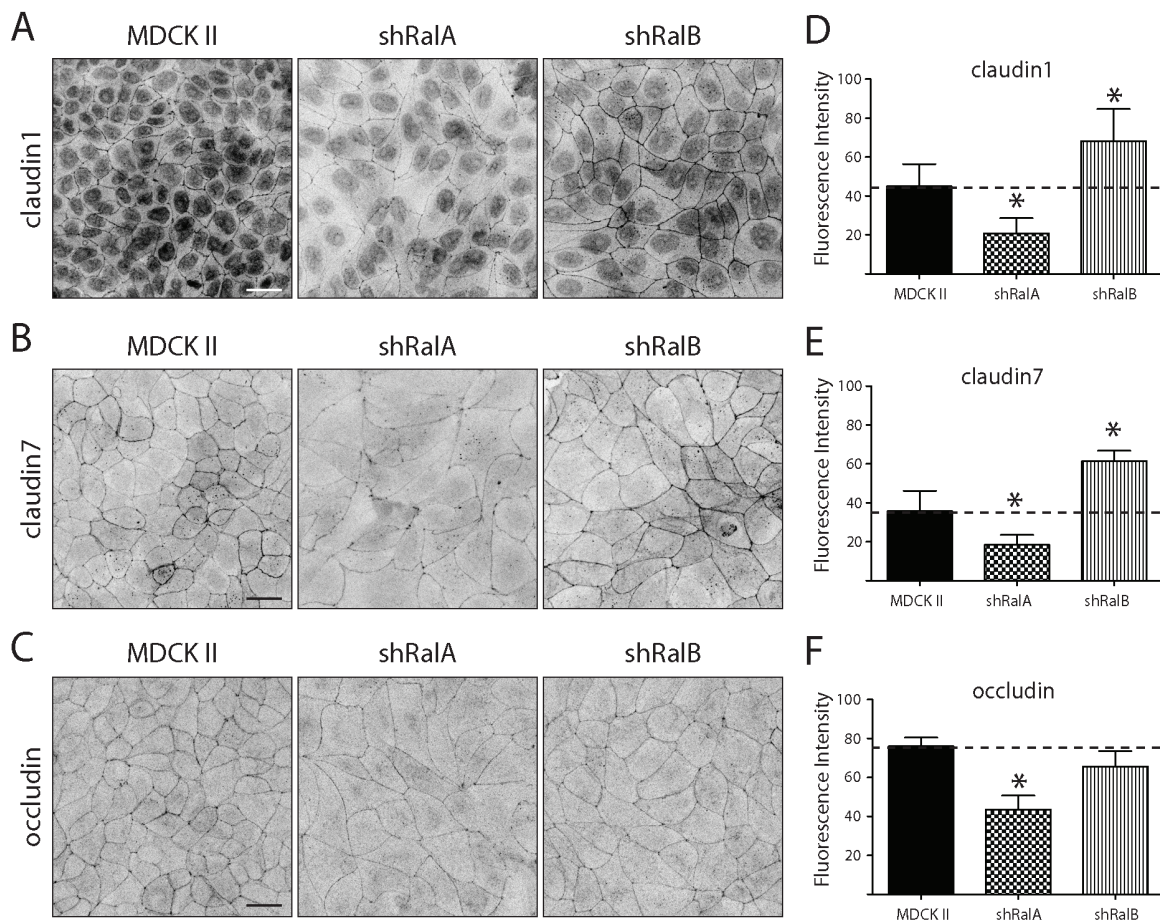 A
MDCK II
shRalA
shRalB
claudin1
B
MDCK II
shRalA
shRalB
claudin7
C
MDCK II
shRalA
shRalB
occludin
D
claudin1
Fluorescence Intensity
100
80
60
40
20
*
*
MDCK II
shRalA
shRalB
E
claudin7
Fluorescence Intensity
100
80
60
40
20
*
*
MDCK II
shRalA
shRalB
F
occludin
Fluorescence Intensity
100
80
60
40
20
*
MDCK II
shRalA
shRalB